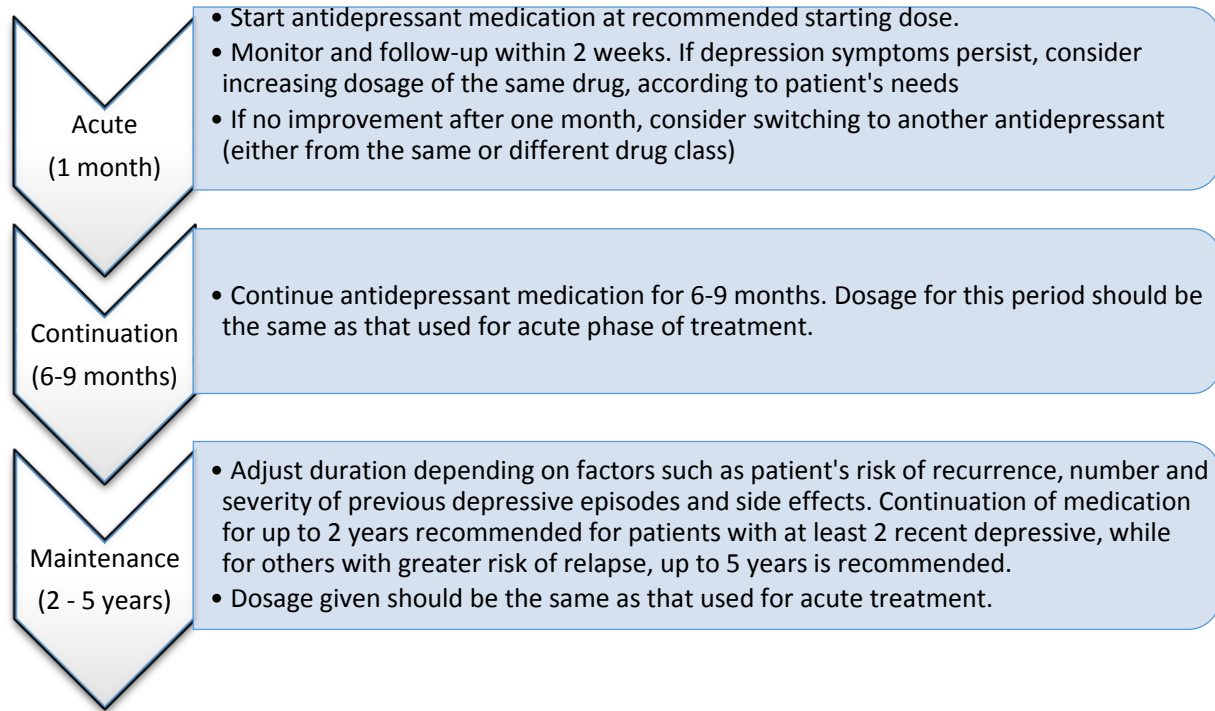 Acute
(1 month)
• Start antidepressant medication at recommended starting dose.
• Monitor and follow-up within 2 weeks. If depression symptoms persist, consider
increasing dosage of the same drug, according to patient's needs
• If no improvement after one month, consider switching to another antidepressant
(either from the same or different drug class)
Continuation
(6-9 months)
• Continue antidepressant medication for 6-9 months. Dosage for this period should be
the same as that used for acute phase of treatment.
Maintenance
(2 - 5 years)
• Adjust duration depending on factors such as patient's risk of recurrence, number and
severity of previous depressive episodes and side effects. Continuation of medication
for up to 2 years recommended for patients with at least 2 recent depressive, while
for others with greater risk of relapse, up to 5 years is recommended.
• Dosage given should be the same as that used for acute treatment.